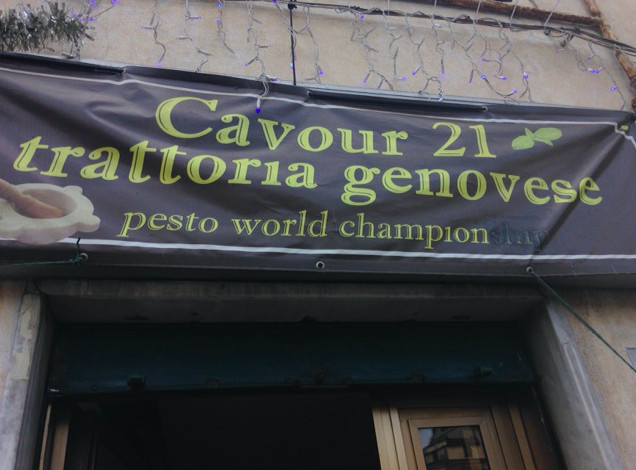 Cavour 21
trattoria genovese
pesto world championship